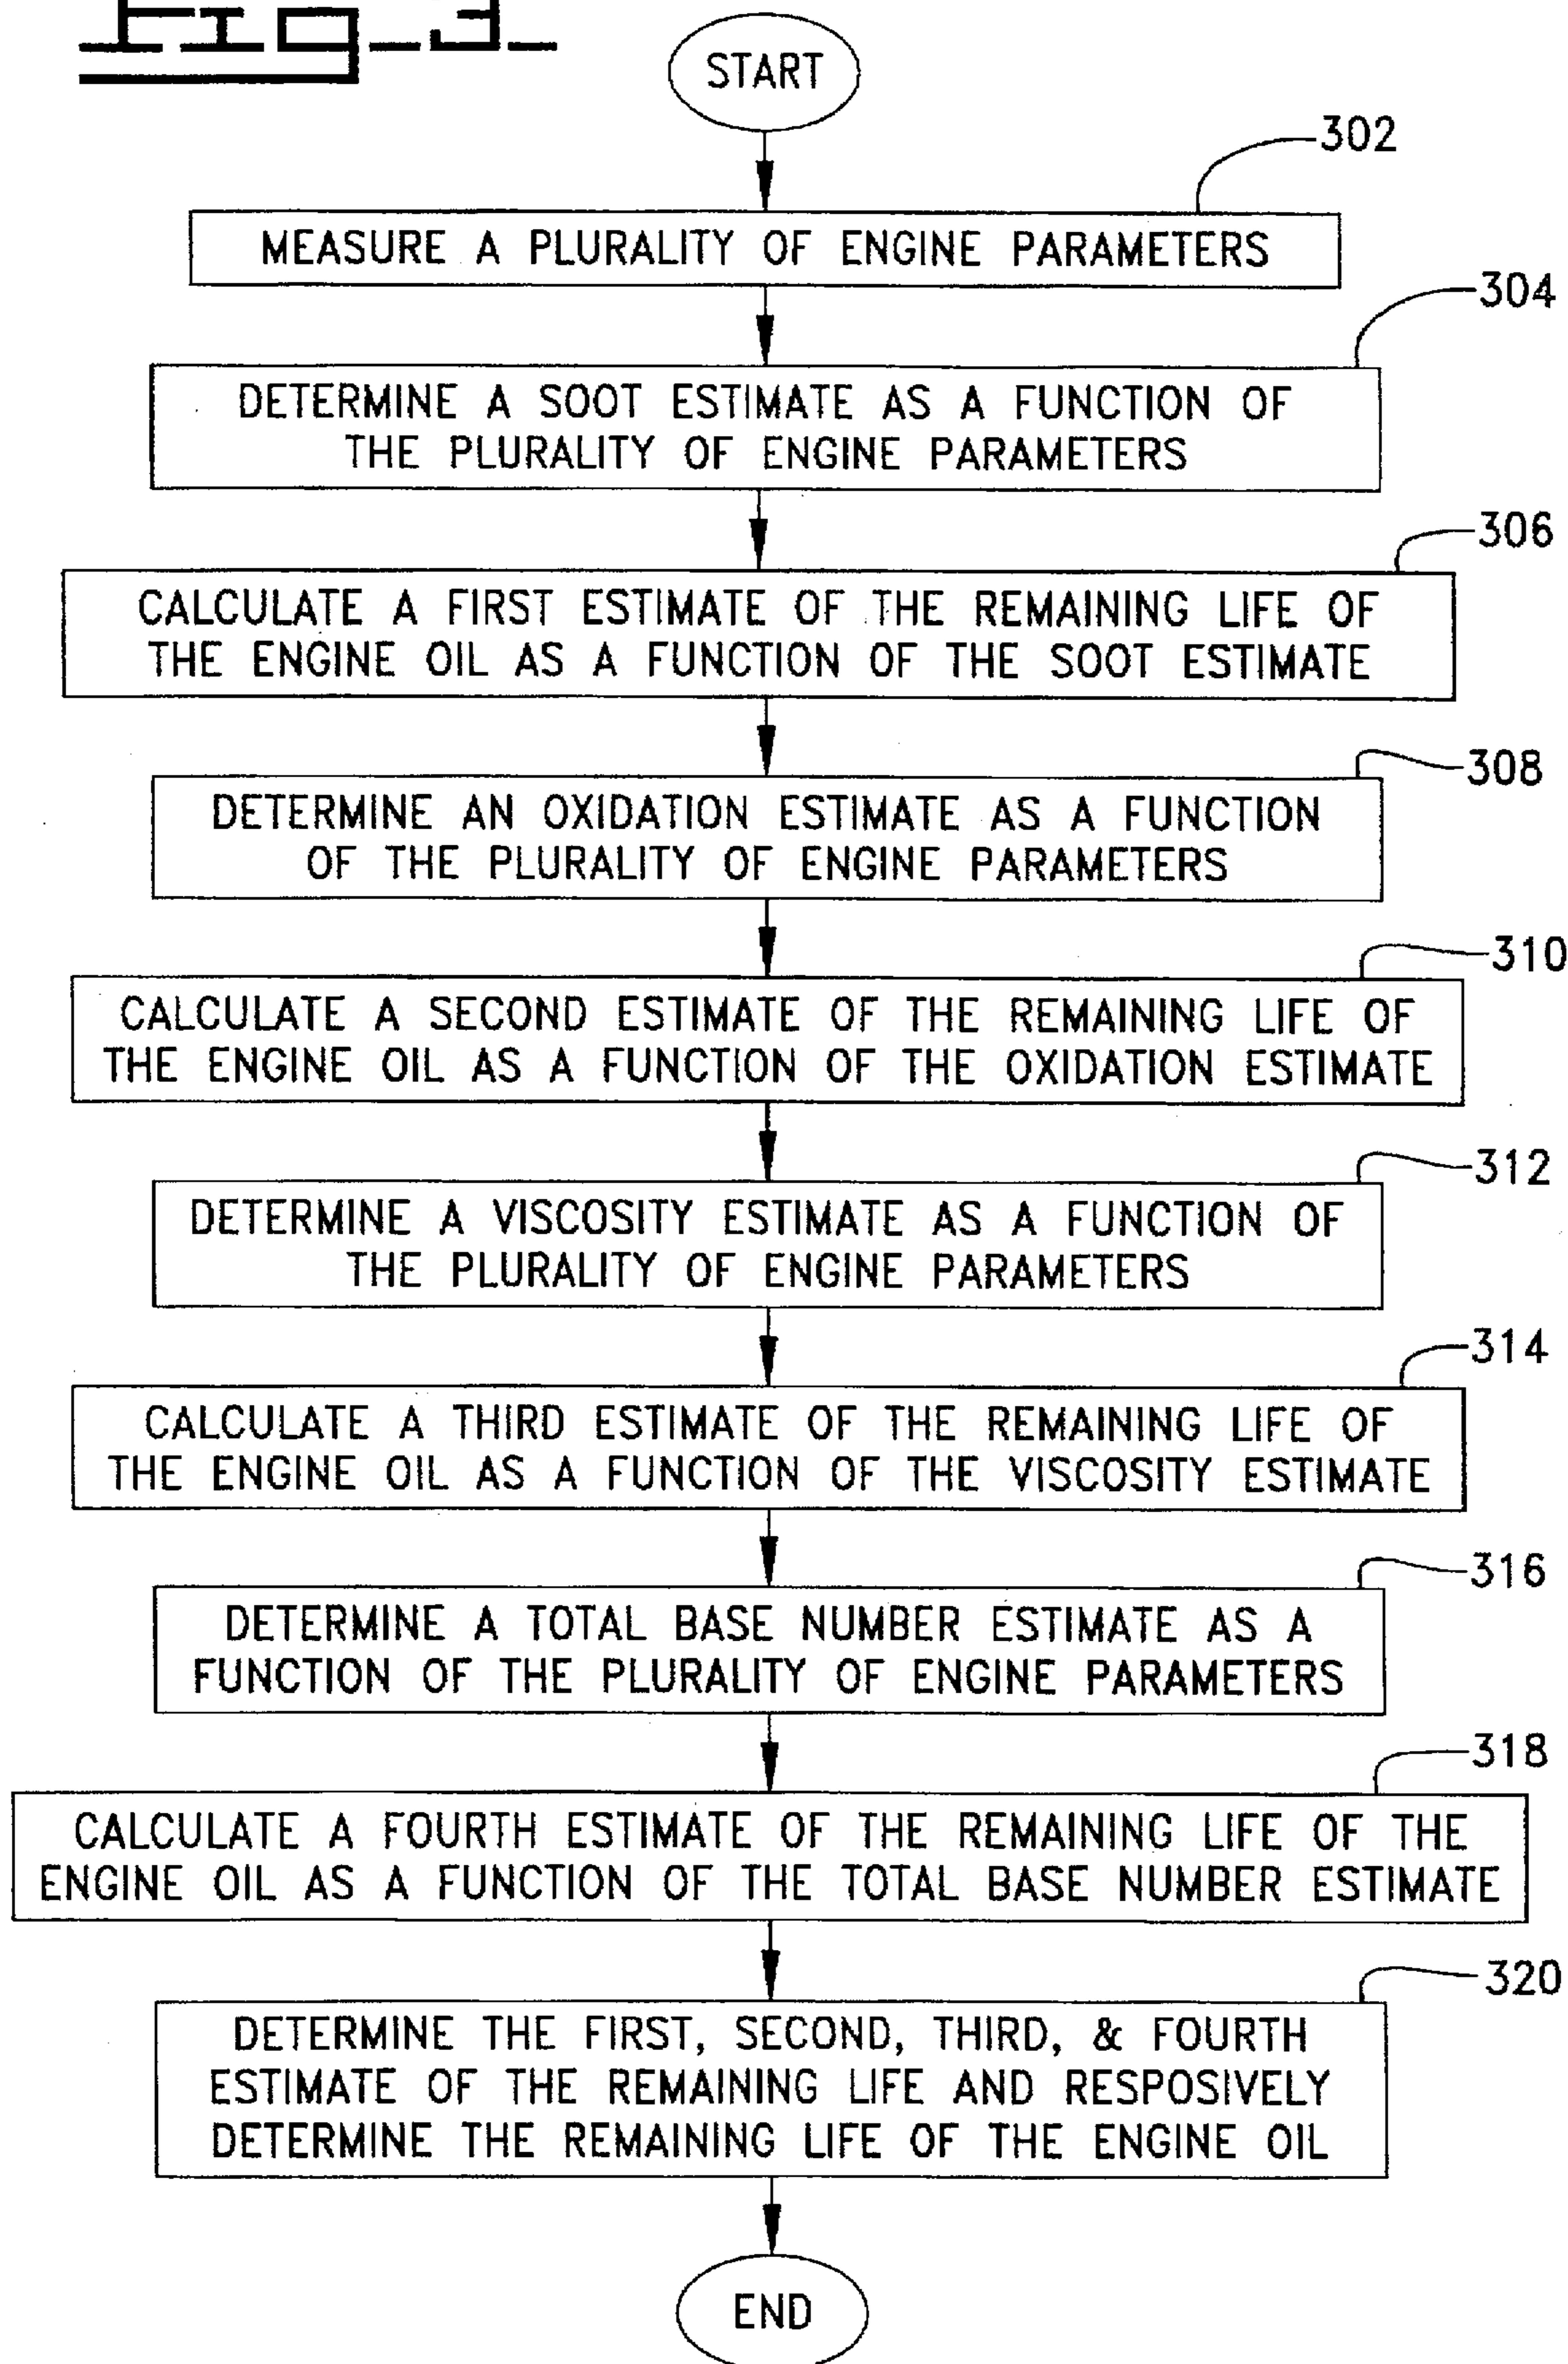 Fig-3-
START
302
MEASURE A PLURALITY OF ENGINE PARAMETERS
304
DETERMINE A SOOT ESTIMATE AS A FUNCTION OF
THE PLURALITY OF ENGINE PARAMETERS
306
CALCULATE A FIRST ESTIMATE OF THE REMAINING LIFE OF
THE ENGINE OIL AS A FUNCTION OF THE SOOT ESTIMATE
308
DETERMINE AN OXIDATION ESTIMATE AS A FUNCTION
OF THE PLURALITY OF ENGINE PARAMETERS
310
CALCULATE A SECOND ESTIMATE OF THE REMAINING LIFE OF
THE ENGINE OIL AS A FUNCTION OF THE OXIDATION ESTIMATE
312
DETERMINE A VISCOSITY ESTIMATE AS A FUNCTION OF
THE PLURALITY OF ENGINE PARAMETERS
314
CALCULATE A THIRD ESTIMATE OF THE REMAINING LIFE OF
THE ENGINE OIL AS A FUNCTION OF THE VISCOSITY ESTIMATE
316
DETERMINE A TOTAL BASE NUMBER ESTIMATE AS A
FUNCTION OF THE PLURALITY OF ENGINE PARAMETERS
318
CALCULATE A FOURTH ESTIMATE OF THE REMAINING LIFE OF THE
ENGINE OIL AS A FUNCTION OF THE TOTAL BASE NUMBER ESTIMATE
320
DETERMINE THE FIRST, SECOND, THIRD, & FOURTH
ESTIMATE OF THE REMAINING LIFE AND RESPOSIVELY
DETERMINE THE REMAINING LIFE OF THE ENGINE OIL
END